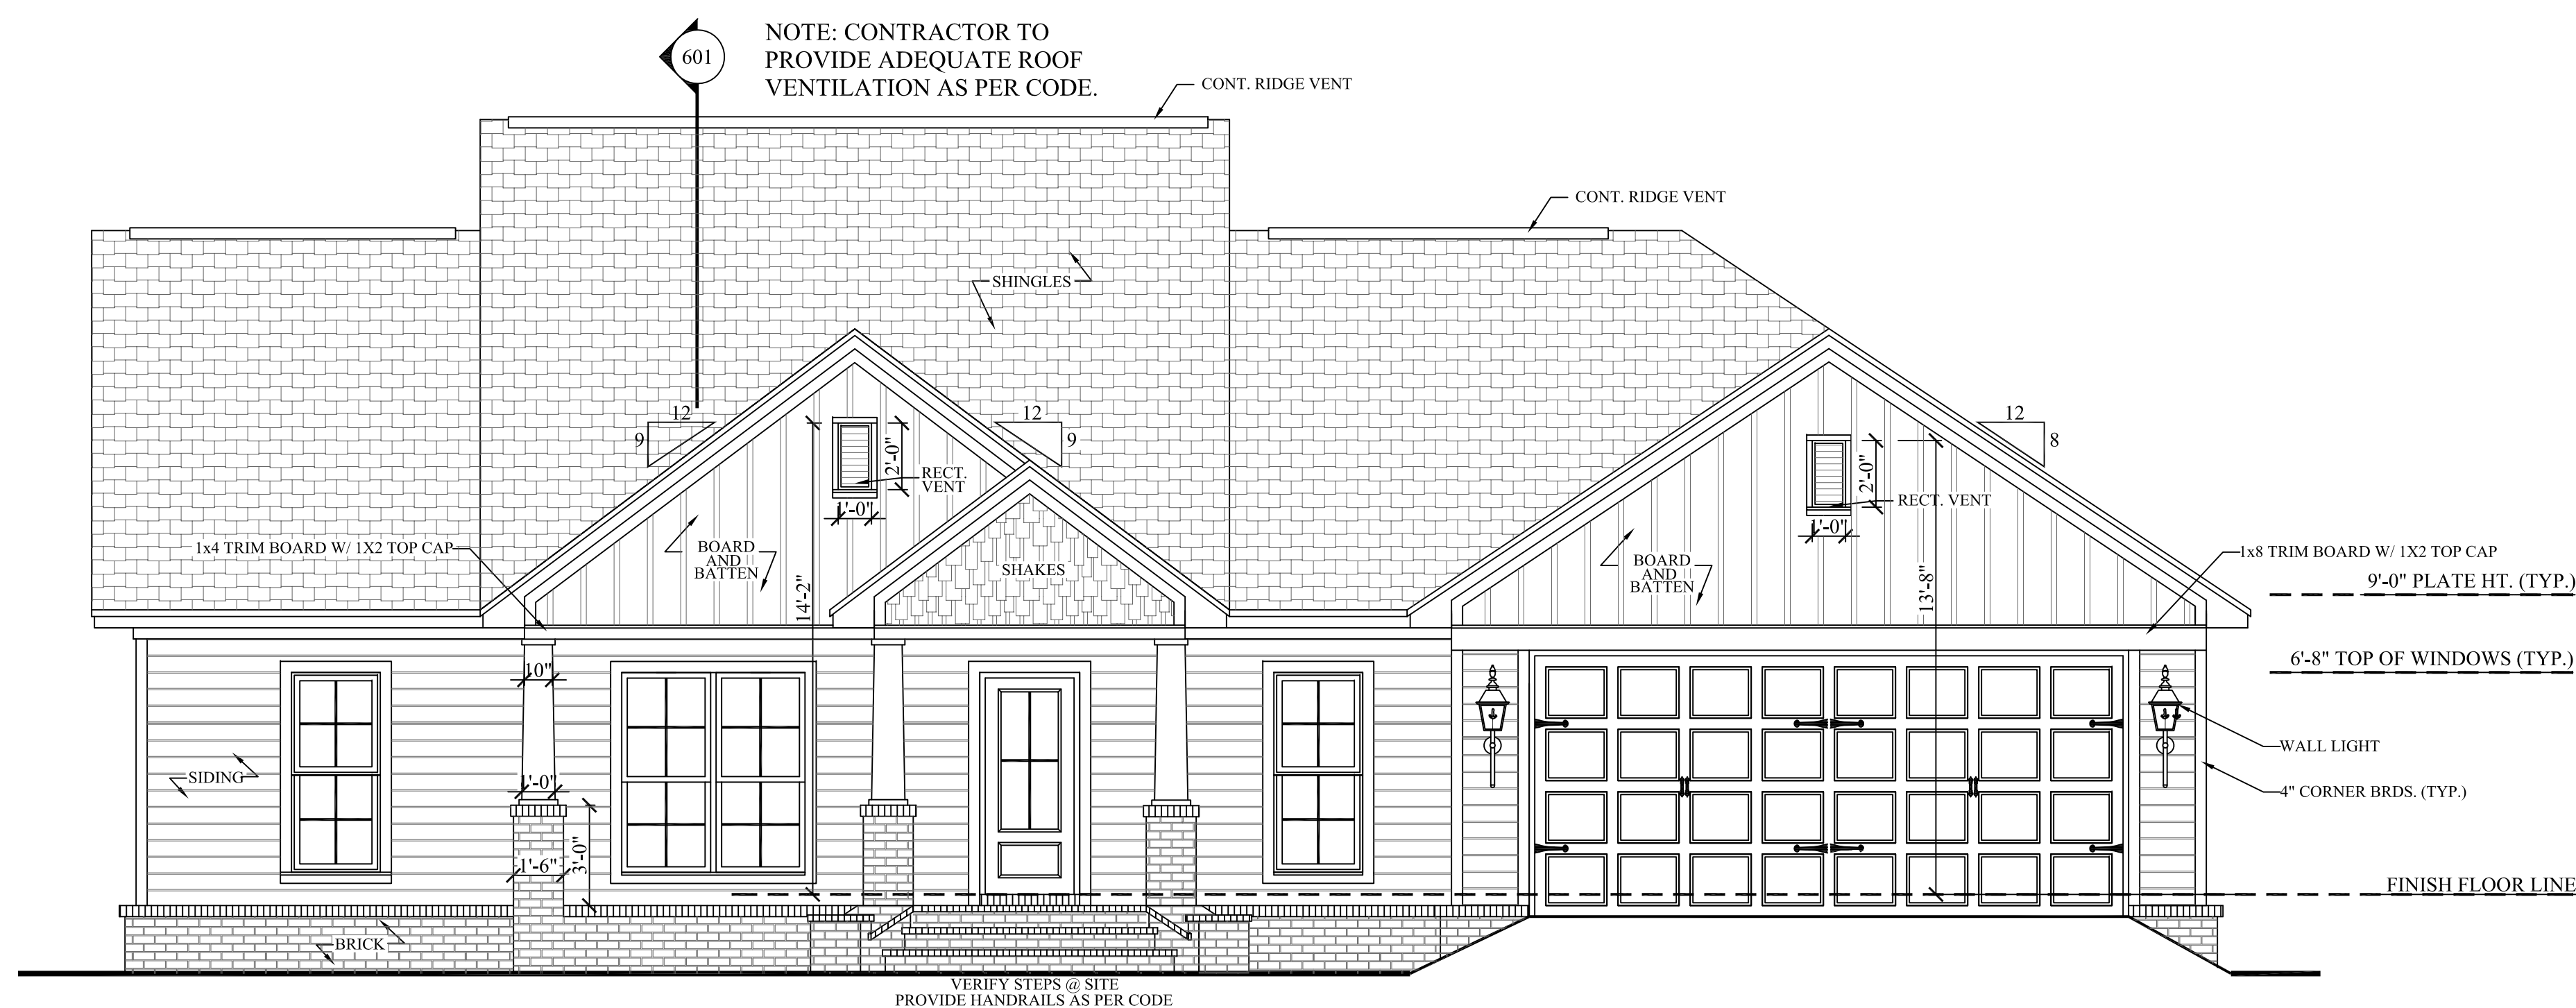 601
NOTE: CONTRACTOR TO
PROVIDE ADEQUATE ROOF
VENTILATION AS PER CODE.
CONT. RIDGE VENT
CONT. RIDGE VENT
SHINGLES
12
9
12
9
12
8
2'-0"
RECT.
VENT
1'-0"
2'-0"
RECT. VENT
1'-0"
1x4 TRIM BOARD W/ 1X2 TOP CAP
BOARD
AND
BATTEN
14'-2"
SHAKES
BOARD
AND
BATTEN
13'-8"
1x8 TRIM BOARD W/ 1X2 TOP CAP
9'-0" PLATE HT. (TYP.)
6'-8" TOP OF WINDOWS (TYP.)
10"
SIDING
1'-0"
WALL LIGHT
4" CORNER BRDS. (TYP.)
1'-6"
3'-0"
FINISH FLOOR LINE
BRICK
VERIFY STEPS @ SITE
PROVIDE HANDRAILS AS PER CODE